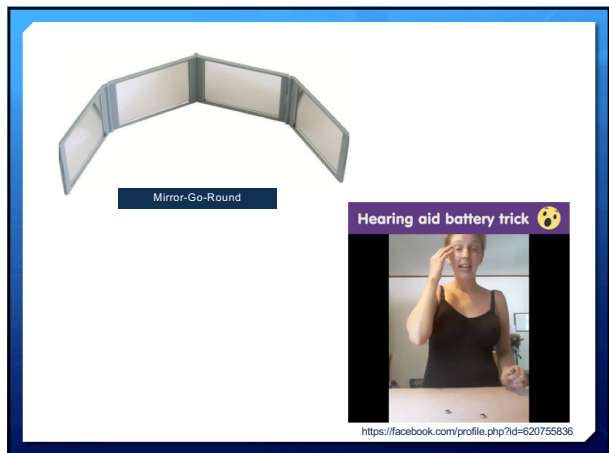 Mirror-Go-Round
Hearing aid battery trick
https://facebook.com/profile.php?id=620755836